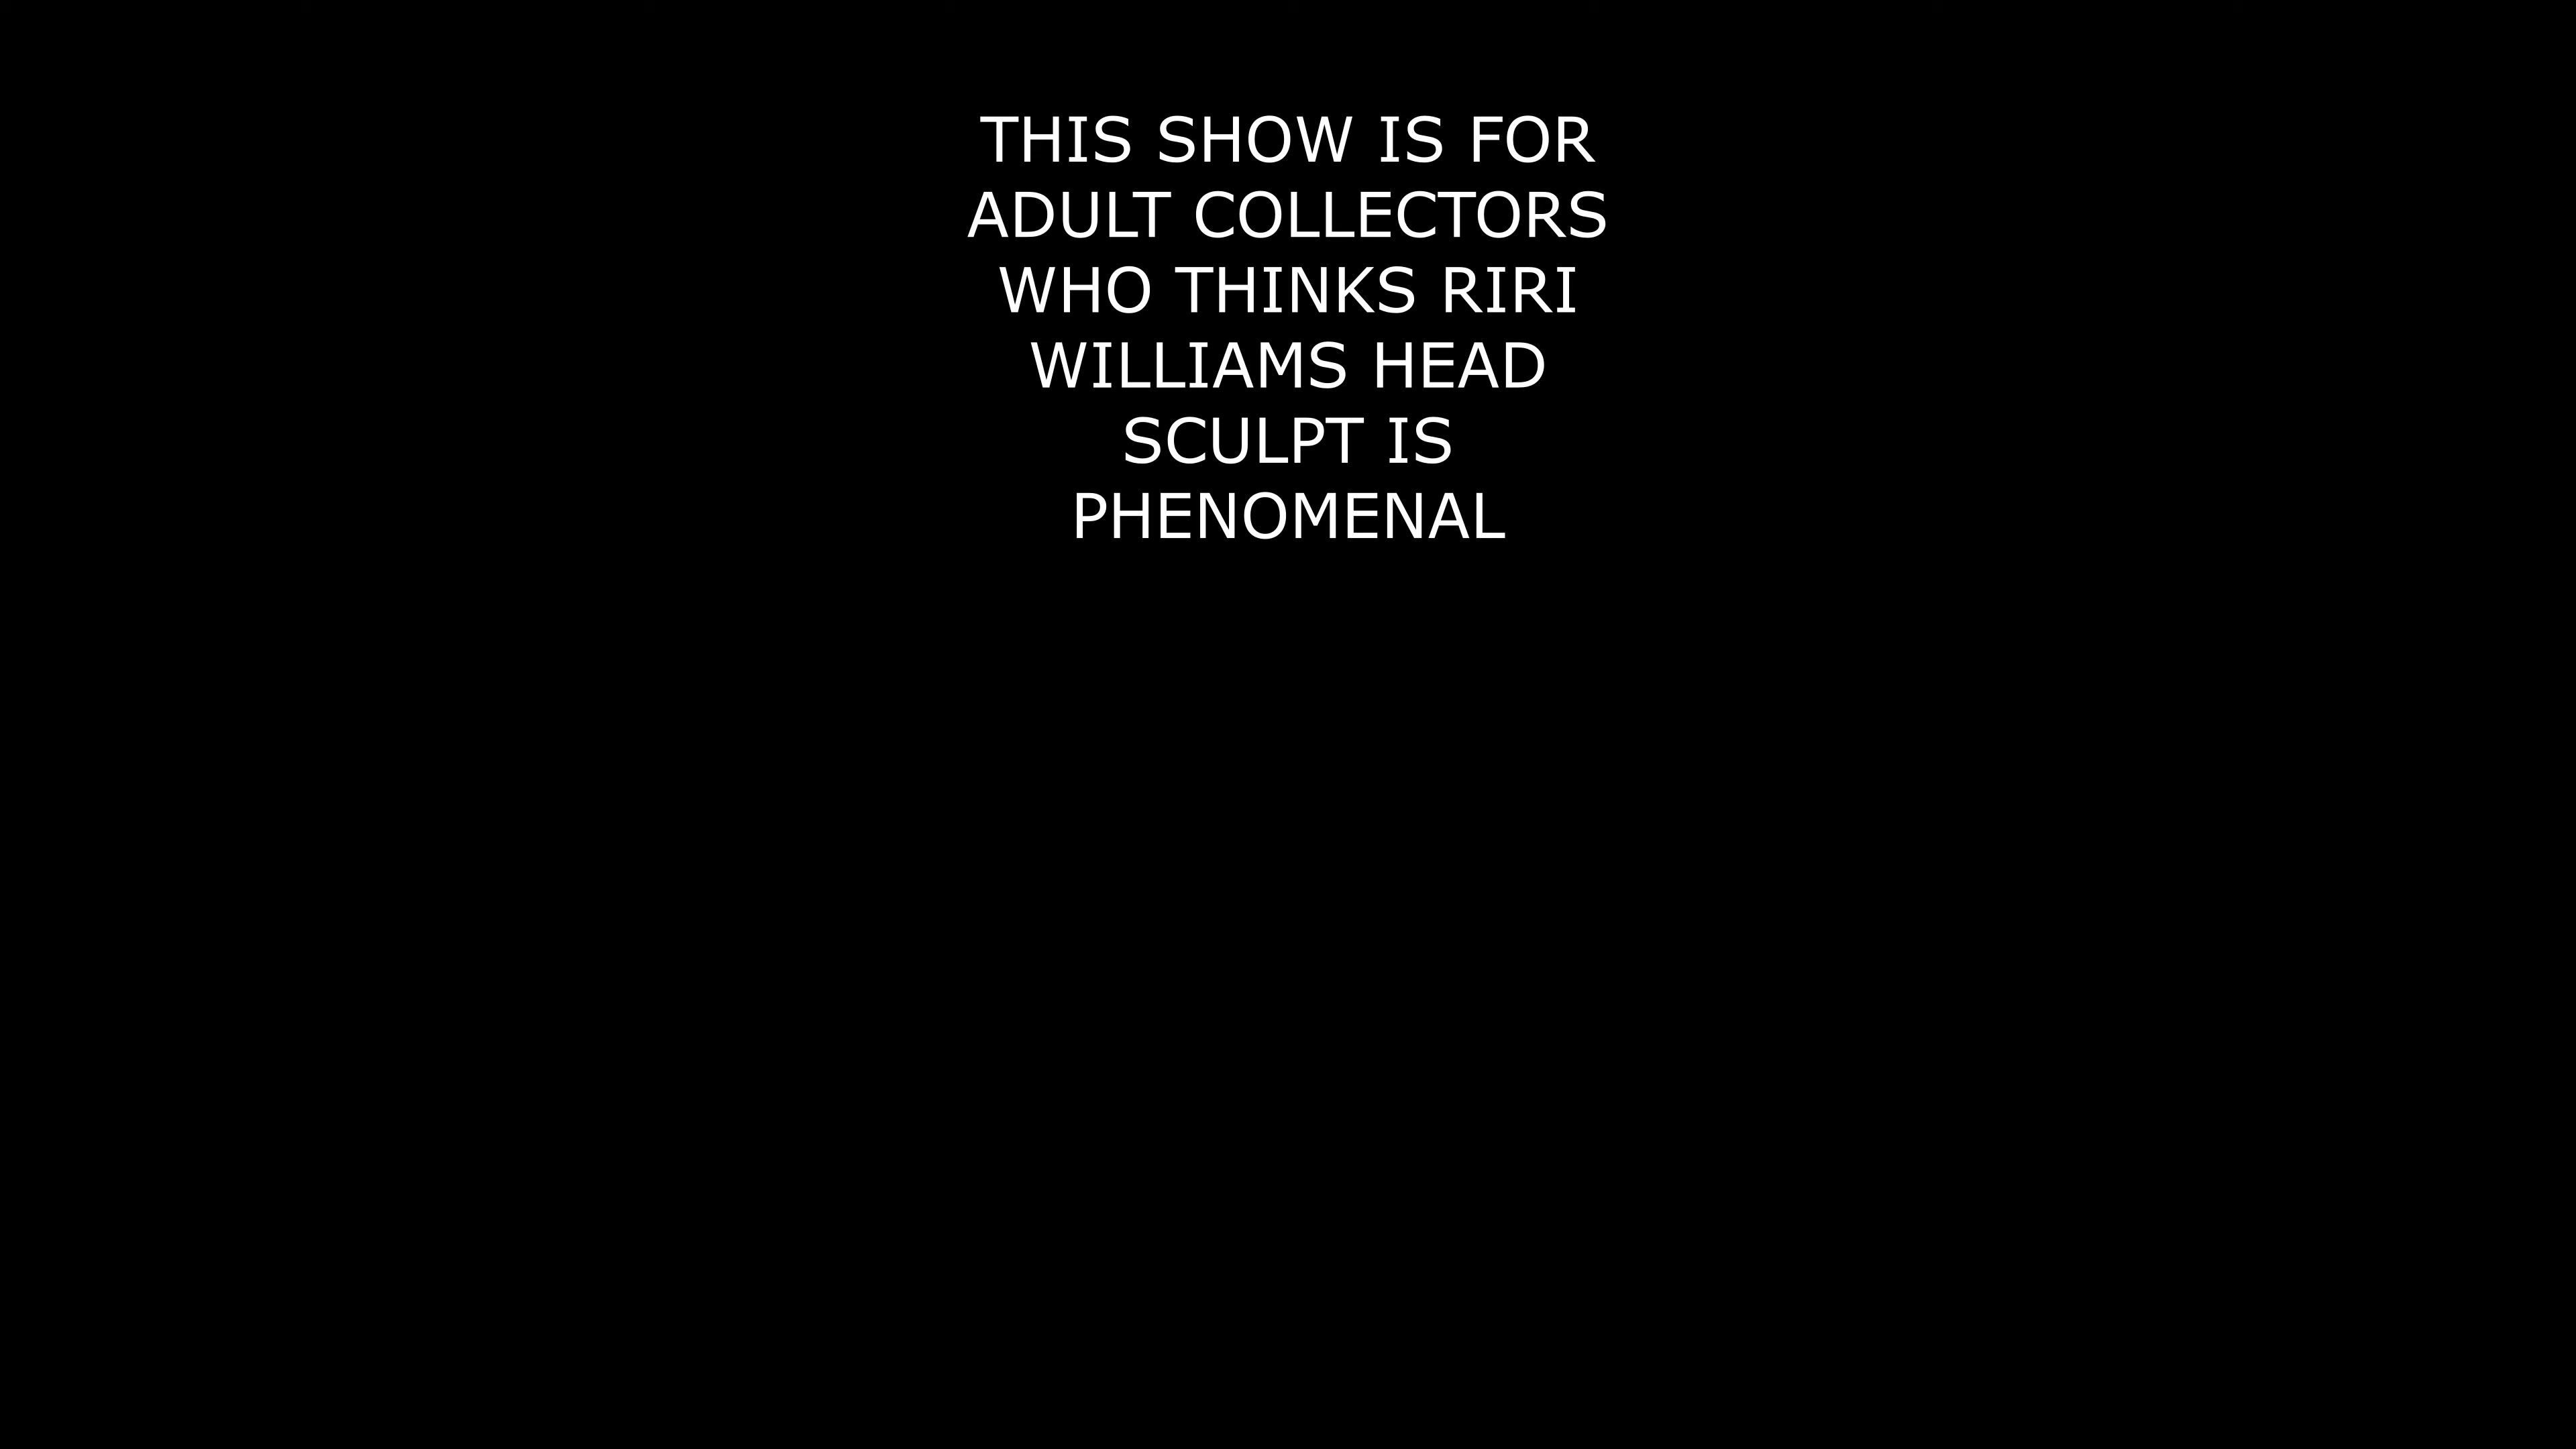 THIS SHOW IS FOR
ADULT COLLECTORS
WHO THINKS RIRI
WILLIAMS HEAD
SCULPT IS
PHENOMENAL